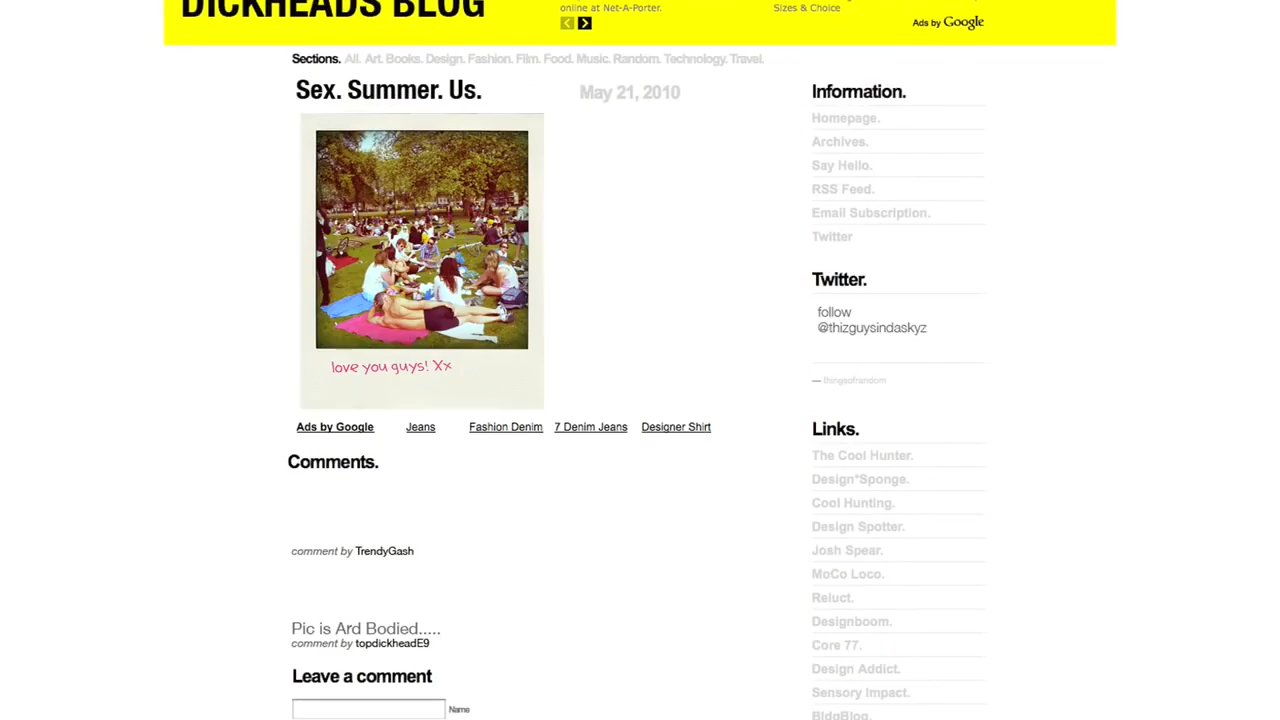 DICKHEADS BLOG
online at Net-A-Porter.
Sizes & Choice
Ads by Google
Sections. All. Art. Books. Design. Fashion. Film. Food. Music. Random. Technology. Travel.
Sex. Summer. Us.
May 21, 2010
love you guys! Xx
Ads by Google Jeans Fashion Denim 7 Denim Jeans Designer Shirt
Comments.
comment by TrendyGash
Pic is Ard Bodied.....
comment by topdickheadE9
Leave a comment
Name
Information.
Homepage.
Archives.
Say Hello.
RSS Feed.
Email Subscription.
Twitter
Twitter.
follow
@thizguysindaskyz
— thingsofrandom
Links.
The Cool Hunter.
Design*Sponge.
Cool Hunting.
Design Spotter.
Josh Spear.
MoCo Loco.
Reluct.
Designboom.
Core 77.
Design Addict.
Sensory Impact.
BldgBlog.